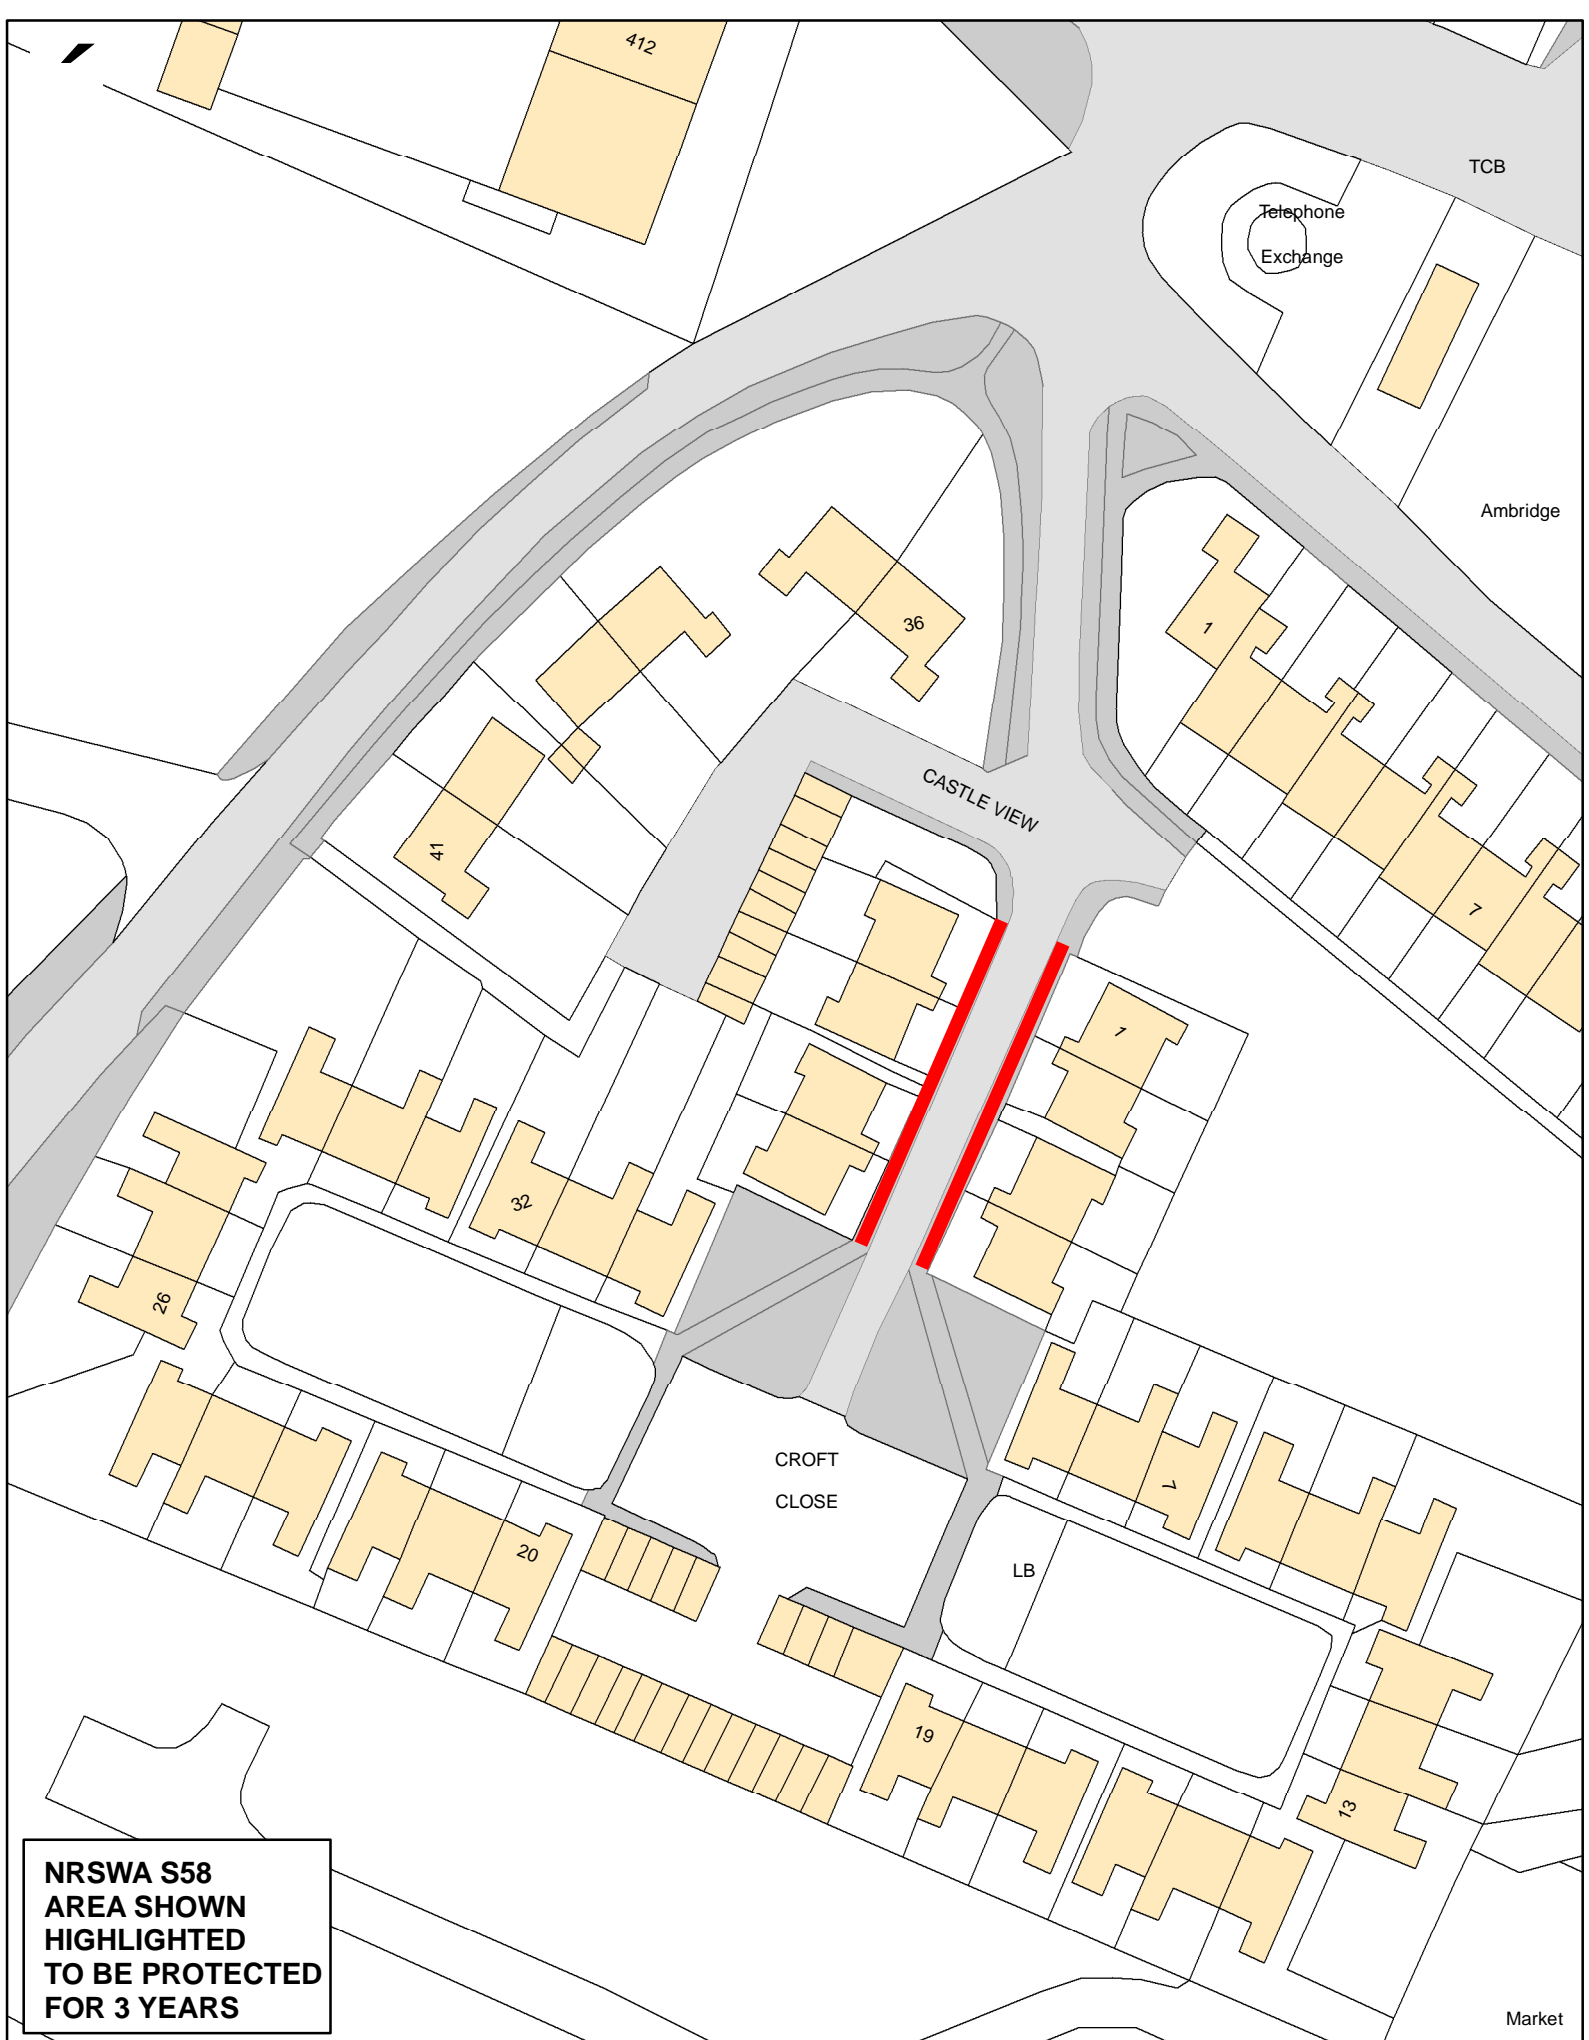 412
TCB
Telephone
Exchange
Ambridge
36
1
CASTLE VIEW
41
7
1
32
26
CROFT
CLOSE
7
20
LB
19
13
NRSWA S58
AREA SHOWN
HIGHLIGHTED
TO BE PROTECTED
FOR 3 YEARS
Market